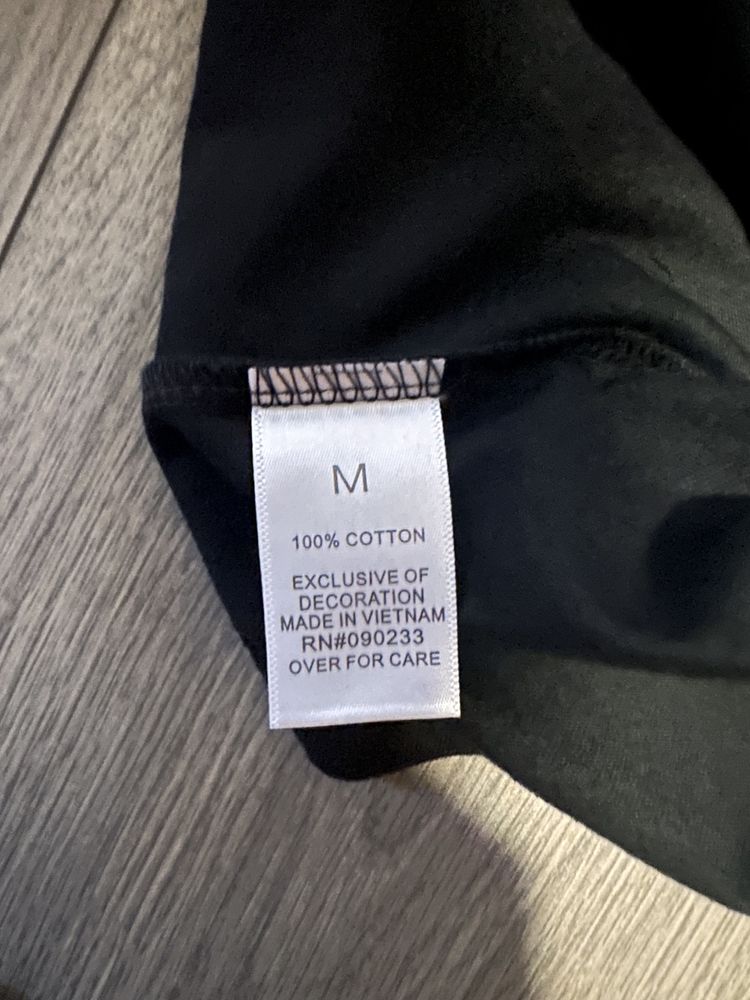 M
100% COTTON
EXCLUSIVE OF
DECORATION
MADE IN VIETNAM
RN#090233
OVER FOR CARE